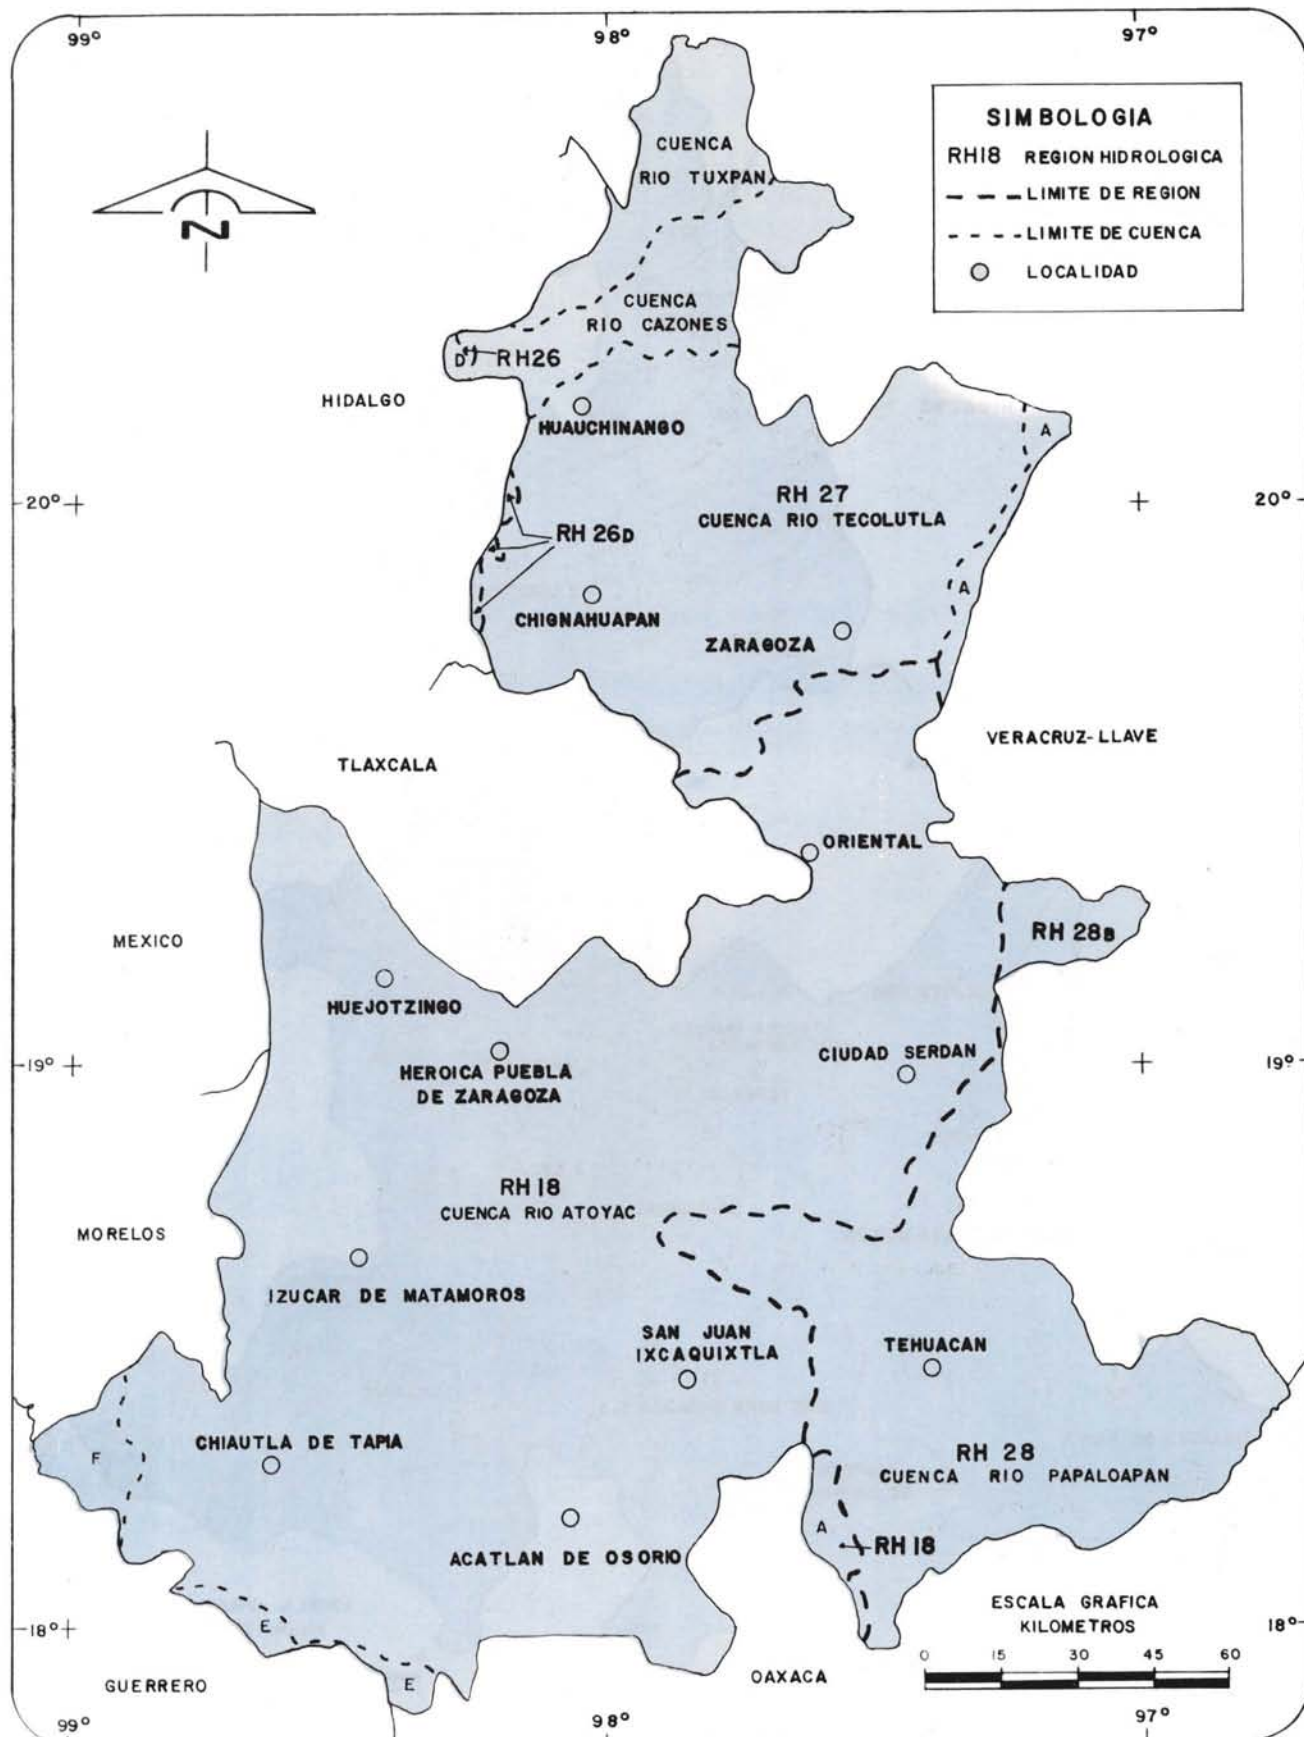 99°
98°
97°
SIMBOLOGIA
RH18 REGION HIDROLOGICA
LIMITE DE REGION
LIMITE DE CUENCA
LOCALIDAD
N
CUENCA
RIO TUXPAN
CUENCA
RIO CAZONES
D
RH26
HIDALGO
HUAUCHINANGO
A
20°
RH 27
20°
CUENCA RIO TECOLUTLA
RH 26D
A
CHIGNAHUAPAN
ZARAGOZA
VERACRUZ-LLAVE
TLAXCALA
ORIENTAL
RH 28B
MEXICO
HUEJOTZINGO
CIUDAD SERDAN
19°
19°
HEROICA PUEBLA
DE ZARAGOZA
RH 18
CUENCA RIO ATOYAC
MORELOS
IZUCAR DE MATAMOROS
SAN JUAN
IXCAQUIXTLA
TEHUACAN
CHIAUTLA DE TAPIA
F
RH 28
CUENCA RIO PAPALOAPAN
A
RH 18
ACATLAN DE OSORIO
ESCALA GRAFICA
KILOMETROS
18°
18°
E
0 15 30 45 60
E
GUERRERO
OAXACA
99°
98°
97°